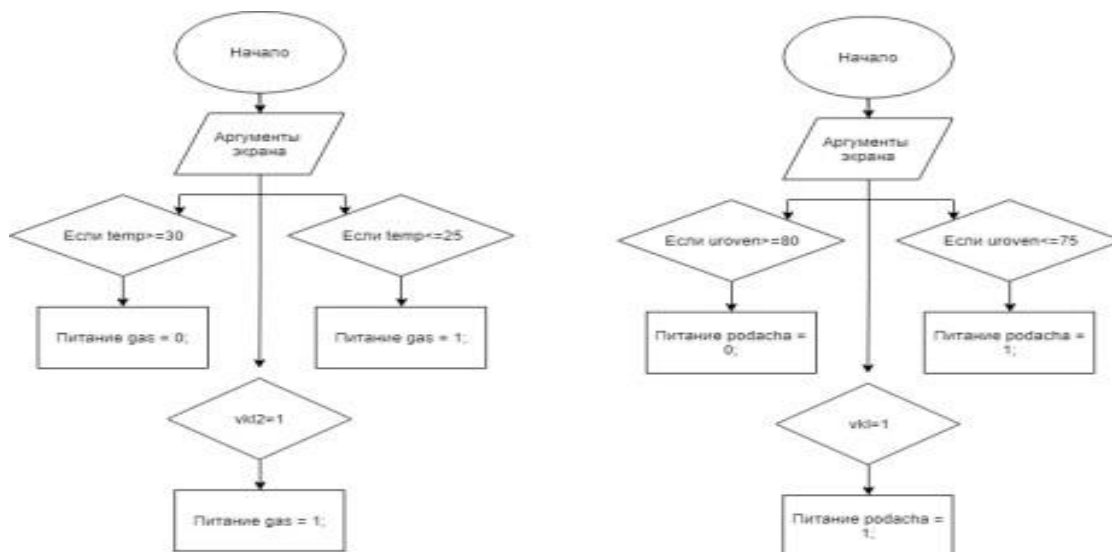 Начало
Аргументы
экрана
Если temp>=30
Если temp<=25
Питание gas = 0;
Питание gas = 1;
vkl2=1
Питание gas = 1;
Начало
Аргументы
экрана
Если uroven>=80
Если uroven<=75
Питание podacha =
0;
Питание podacha =
1;
vkl=1
Питание podacha =
1;